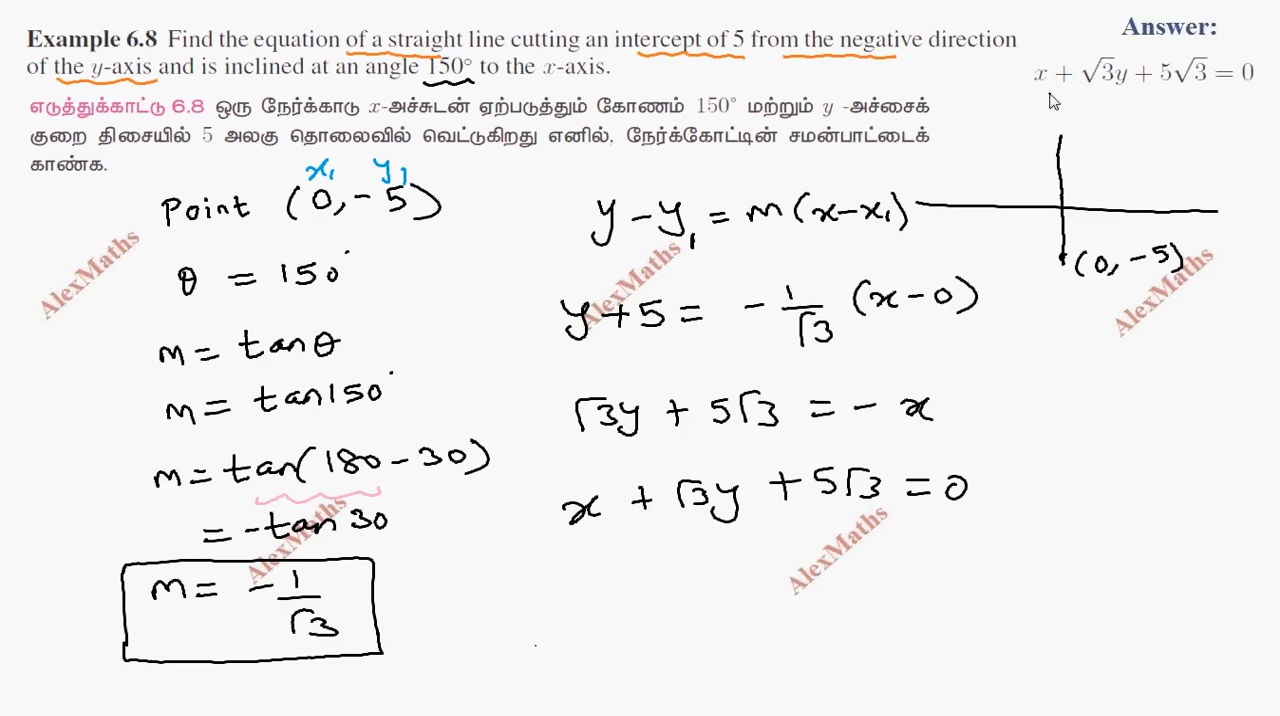 Example 6.8 Find the equation of a straight line cutting an intercept of 5 from the negative direction
of the y-axis and is inclined at an angle 150° to the x-axis.
எடுத்துக்காட்டு 6.8 ஒரு நேர்க்காடு x-அச்சுடன் ஏற்படுத்தும் கோணம் 150° மற்றும் y -அச்சைக்
குறை திசையில் 5 அலகு தொலைவில் வெட்டுகிறது எனில், நேர்க்கோட்டின் சமன்பாட்டைக்
காண்க.
Answer:
x + √3y + 5√3 = 0
x₁ y₁
Point (0, -5)
θ = 150°
m = tanθ
m = tan150°
m = tan(180 - 30)
= -tan 30
m = -1/√3
y - y₁ = m(x - x₁)
y + 5 = -1/√3 (x - 0)
√3y + 5√3 = - x
x + √3y + 5√3 = 0
(0, -5)
AlexMaths
AlexMaths
AlexMaths
AlexMaths
AlexMaths